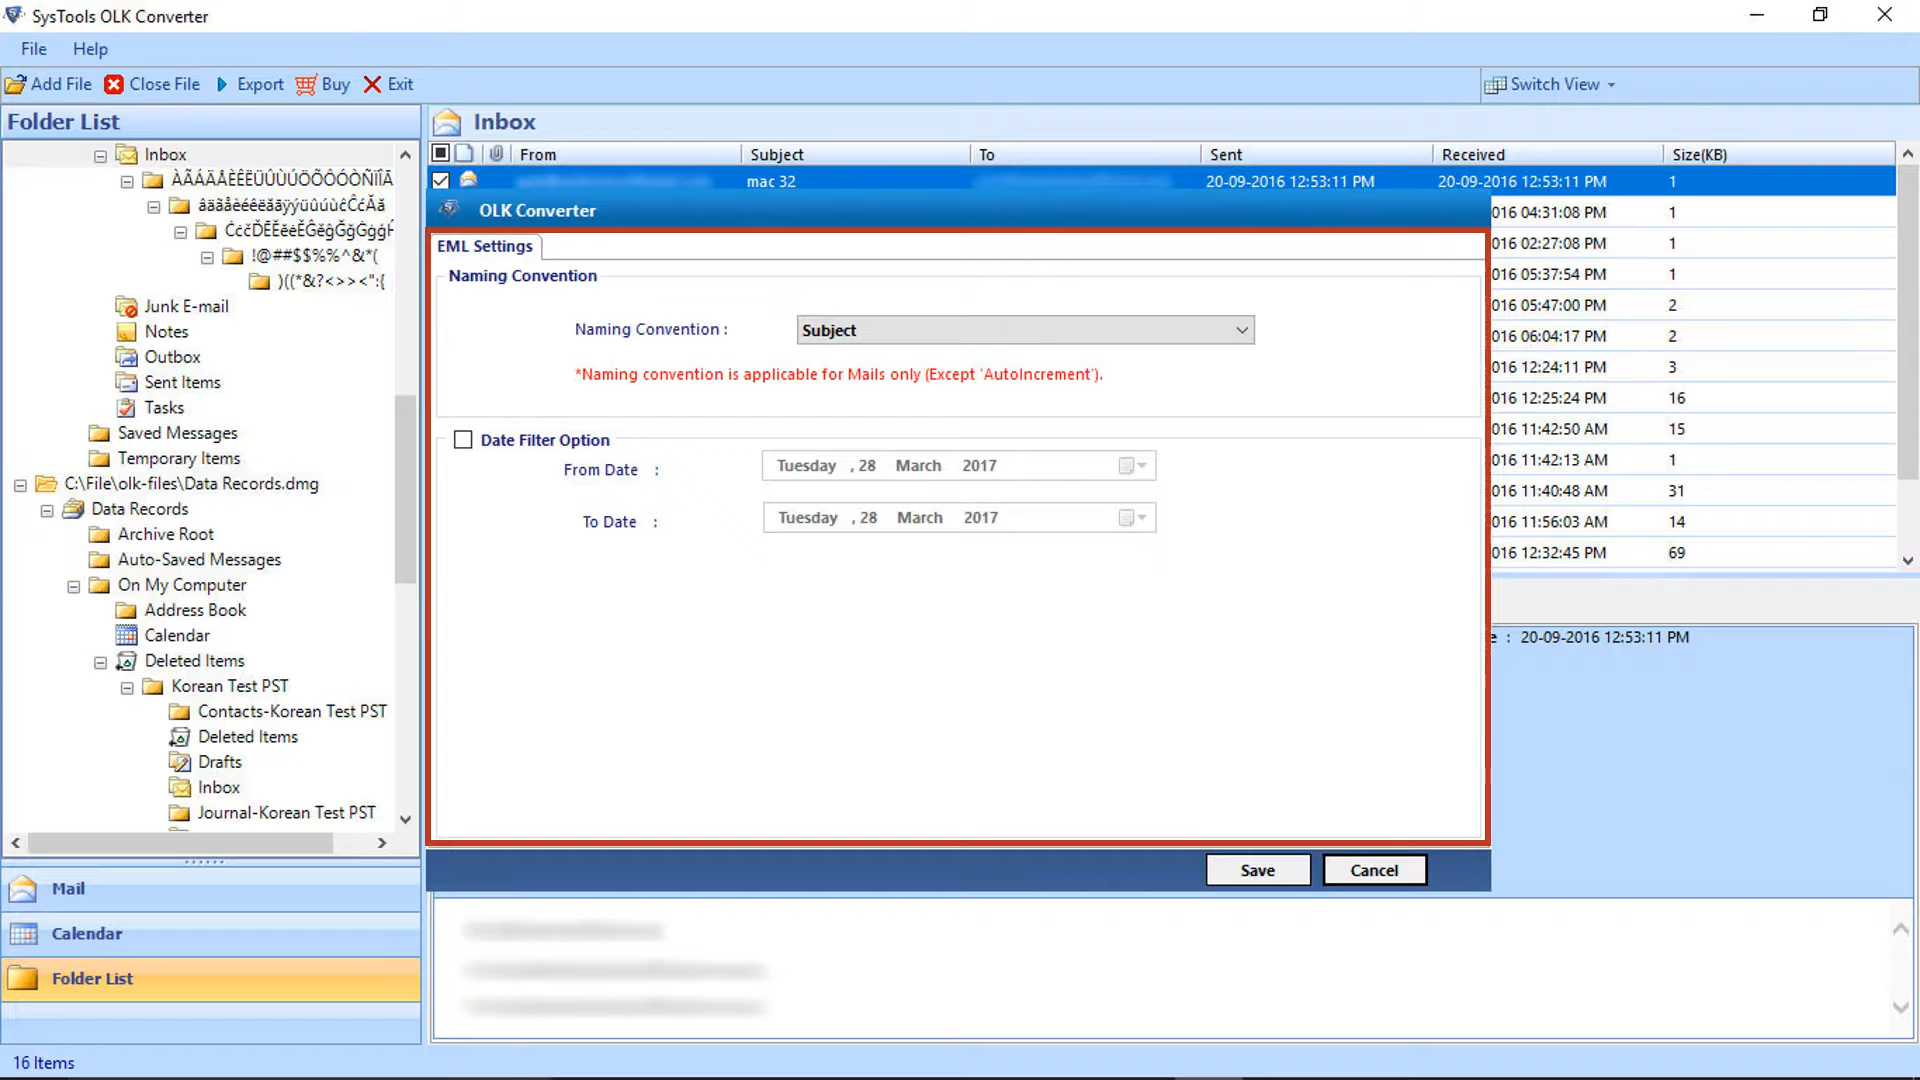 SysTools OLK Converter
File Help
Add File Close File Export Buy Exit Switch View
Folder List
Inbox
ÀÃÁÄÂÅÈÊËÜÛÙÚÖÕÔÓÒÑÏÎÃ
!@##$$%%^&*(
)((*&?<>><":{
Junk E-mail
Notes
Outbox
Sent Items
Tasks
Saved Messages
Temporary Items
C:\File\olk-files\Data Records.dmg
Data Records
Archive Root
Auto-Saved Messages
On My Computer
Address Book
Calendar
Deleted Items
Korean Test PST
Contacts-Korean Test PST
Deleted Items
Drafts
Inbox
Journal-Korean Test PST
Mail
Calendar
Folder List
16 Items
Inbox
From Subject To Sent Received Size(KB)
mac 32 20-09-2016 12:53:11 PM 20-09-2016 12:53:11 PM 1
016 04:31:08 PM 1
016 02:27:08 PM 1
016 05:37:54 PM 1
016 05:47:00 PM 2
016 06:04:17 PM 2
016 12:24:11 PM 3
016 12:25:24 PM 16
016 11:42:50 AM 15
016 11:42:13 AM 1
016 11:40:48 AM 31
016 11:56:03 AM 14
016 12:32:45 PM 69
e : 20-09-2016 12:53:11 PM
OLK Converter
EML Settings
Naming Convention
Naming Convention : Subject
*Naming convention is applicable for Mails only (Except 'AutoIncrement').
Date Filter Option
From Date : Tuesday , 28 March 2017
To Date : Tuesday , 28 March 2017
Save Cancel